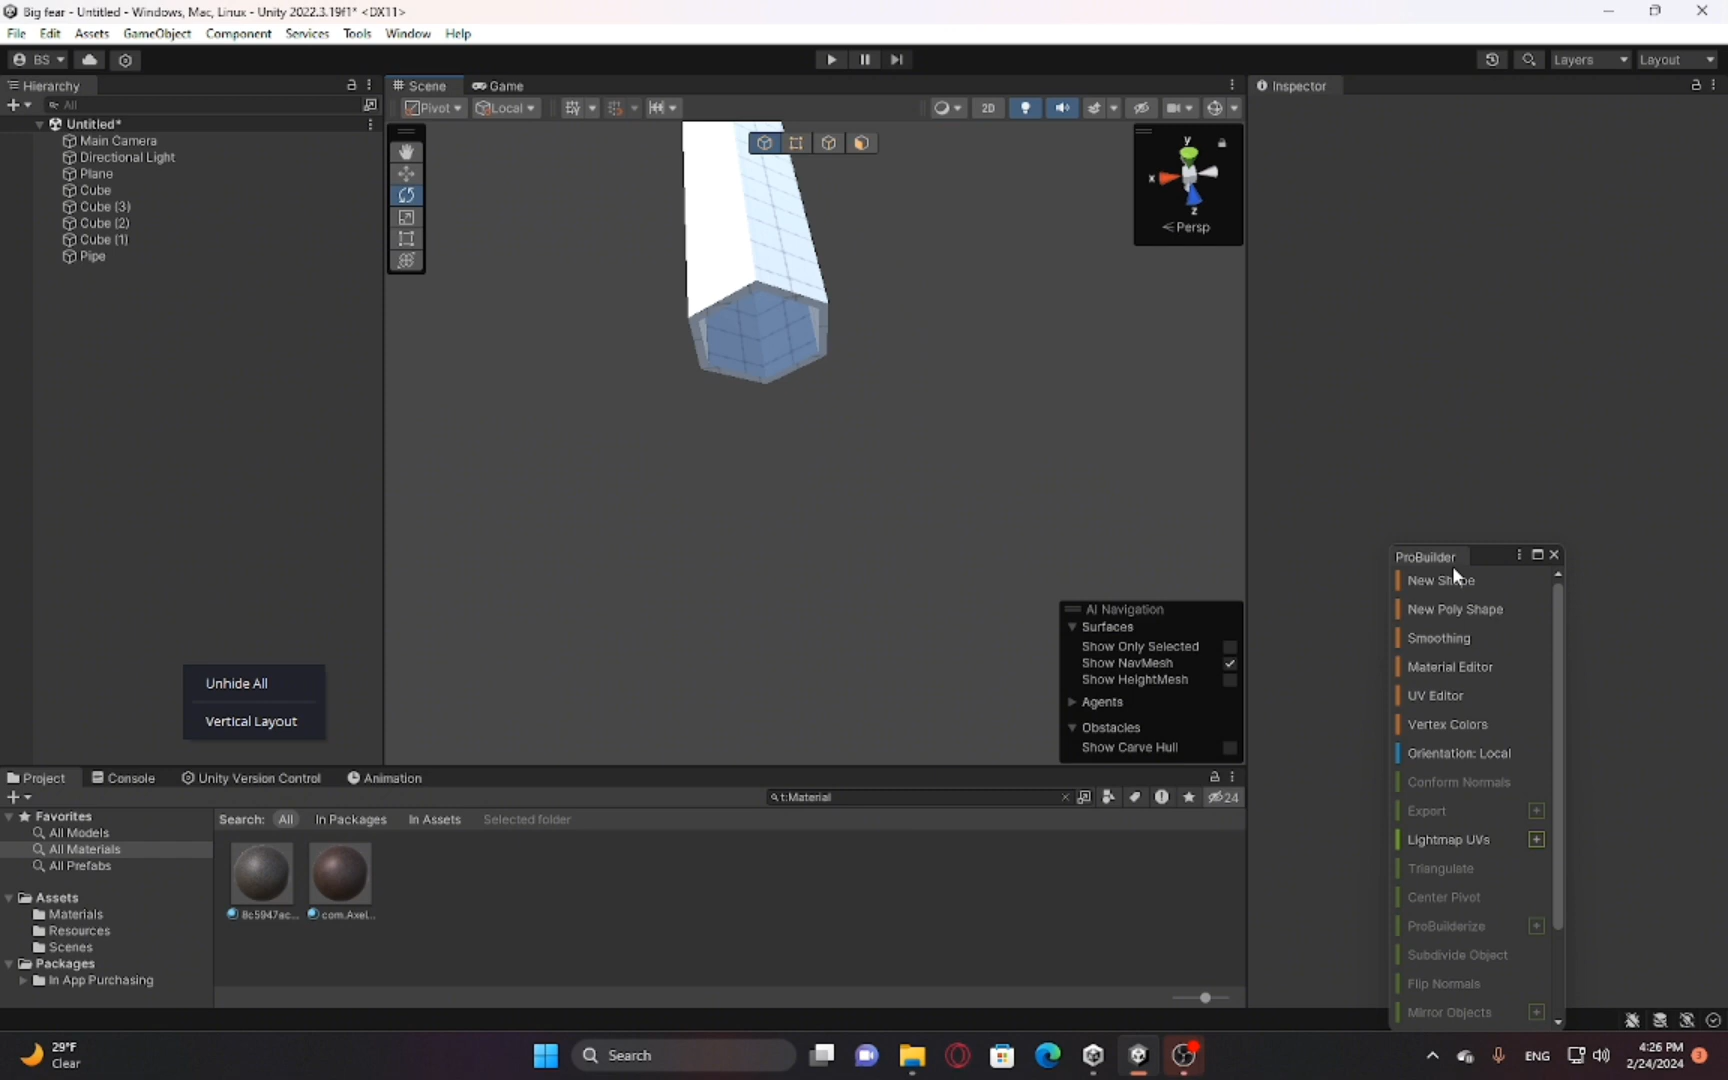 Big fear - Untitled - Windows, Mac, Linux - Unity 2022.3.19f1* <DX11>
File Edit Assets GameObject Component Services Tools Window Help
BS Layers Layout
Hierarchy Scene Game Inspector
All Pivot Local 2D
Untitled*
Main Camera
Directional Light
Plane
Cube
Cube (3)
Cube (2)
Cube (1)
Pipe
y
x
z
Persp
ProBuilder
New Shape
New Poly Shape
Smoothing
Material Editor
UV Editor
Vertex Colors
Orientation: Local
Conform Normals
Export
Lightmap UVs
Triangulate
Center Pivot
ProBuilderize
Subdivide Object
Flip Normals
Mirror Objects
AI Navigation
Surfaces
Show Only Selected
Show NavMesh
Show HeightMesh
Agents
Obstacles
Show Carve Hull
Unhide All
Vertical Layout
Project Console Unity Version Control Animation
t:Material 24
Favorites
All Models
All Materials
All Prefabs
Assets
Materials
Resources
Scenes
Packages
In App Purchasing
Search: All In Packages In Assets Selected folder
8c5947ac... com.Axel...
29°F
Clear
Search
ENG
4:26 PM
2/24/2024
3